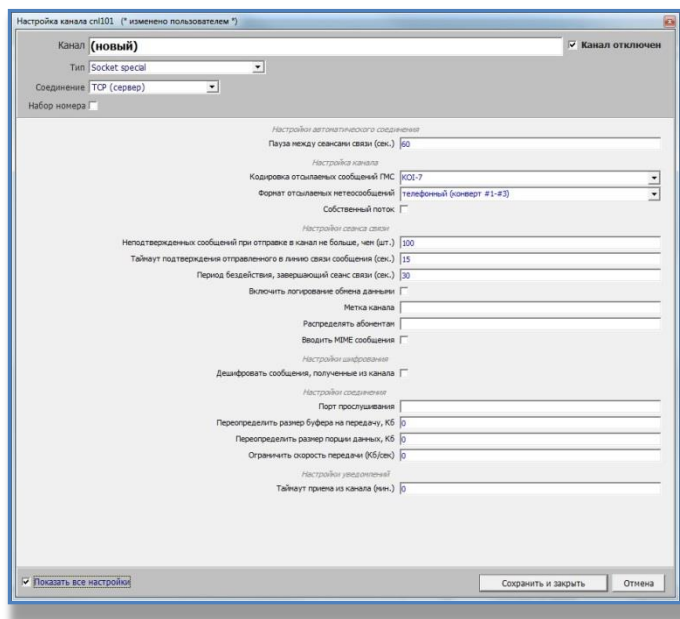 Настройка канала cnl101 (* изменено пользователем *)
Канал (новый) Канал отключен
Тип Socket special
Соединение TCP (сервер)
Набор номера
Настройки автоматического соединения
Пауза между сеансами связи (сек.) 60
Настройка канала
Кодировка отсылаемых сообщений ГМС KOI-7
Формат отсылаемых метеосообщений телефонный (конверт #1-#3)
Собственный поток
Настройки сеанса связи
Неподтвержденных сообщений при отправке в канал не больше, чем (шт.) 100
Таймаут подтверждения отправленного в линию связи сообщения (сек.) 15
Период бездействия, завершающий сеанс связи (сек.) 30
Включить логирование обмена данными
Метка канала
Распределять абонентам
Вводить MIME сообщения
Настройки шифрования
Дешифровать сообщения, полученные из канала
Настройки соединения
Порт прослушивания
Переопределить размер буфера на передачу, Кб 0
Переопределить размер порции данных, Кб 0
Ограничить скорость передачи (Кб/сек) 0
Настройки уведомлений
Таймаут приема из канала (мин.) 0
Показать все настройки Сохранить и закрыть Отмена